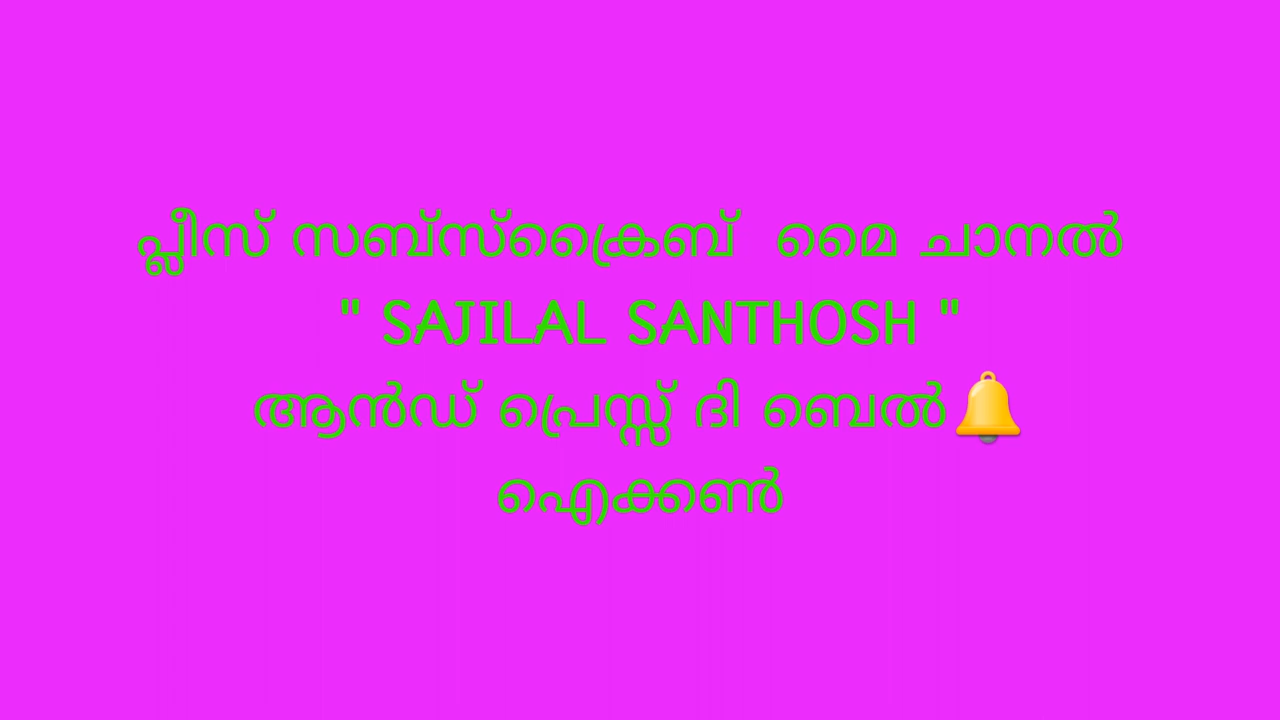 പ്ലീസ് സബ്സ്ക്രൈബ് മൈ ചാനൽ
" SAJILAL SANTHOSH "
ആൻഡ് പ്രെസ്സ് ദി ബെൽ🔔
ഐക്കൺ